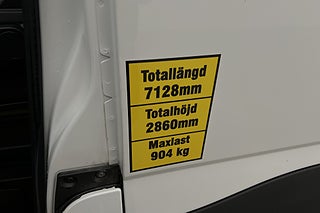 Totallängd
7128mm
Totalhöjd
2860mm
Maxlast
904 kg